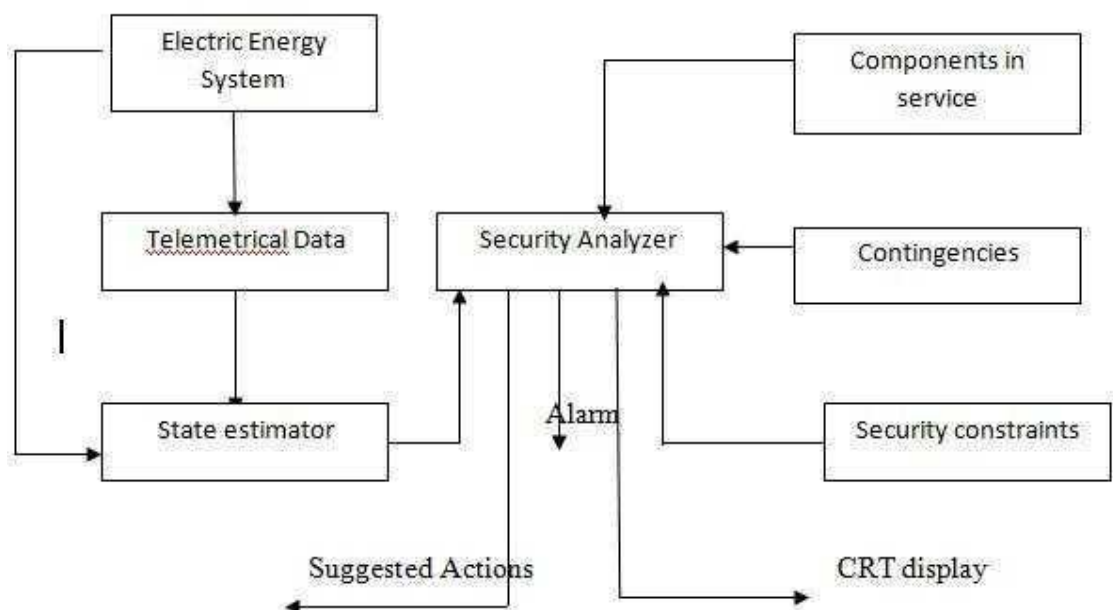 Electric Energy
System
Components in
service
Telemetrical Data
Security Analyzer
Contingencies
State estimator
Alarm
Security constraints
Suggested Actions
CRT display